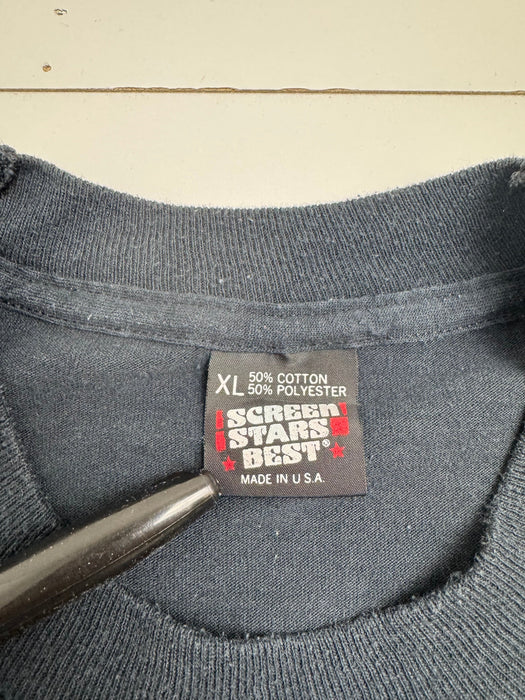 XL 50% COTTON
50% POLYESTER
SCREEN
STARS
BEST®
MADE IN U.S.A.